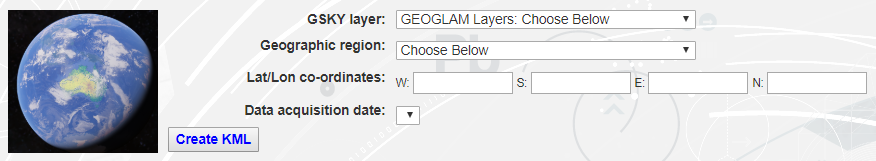 GSKY layer: GEOGLAM Layers: Choose Below
Geographic region: Choose Below
Lat/Lon co-ordinates: W: S: E: N:
Data acquisition date:
Create KML
Pb